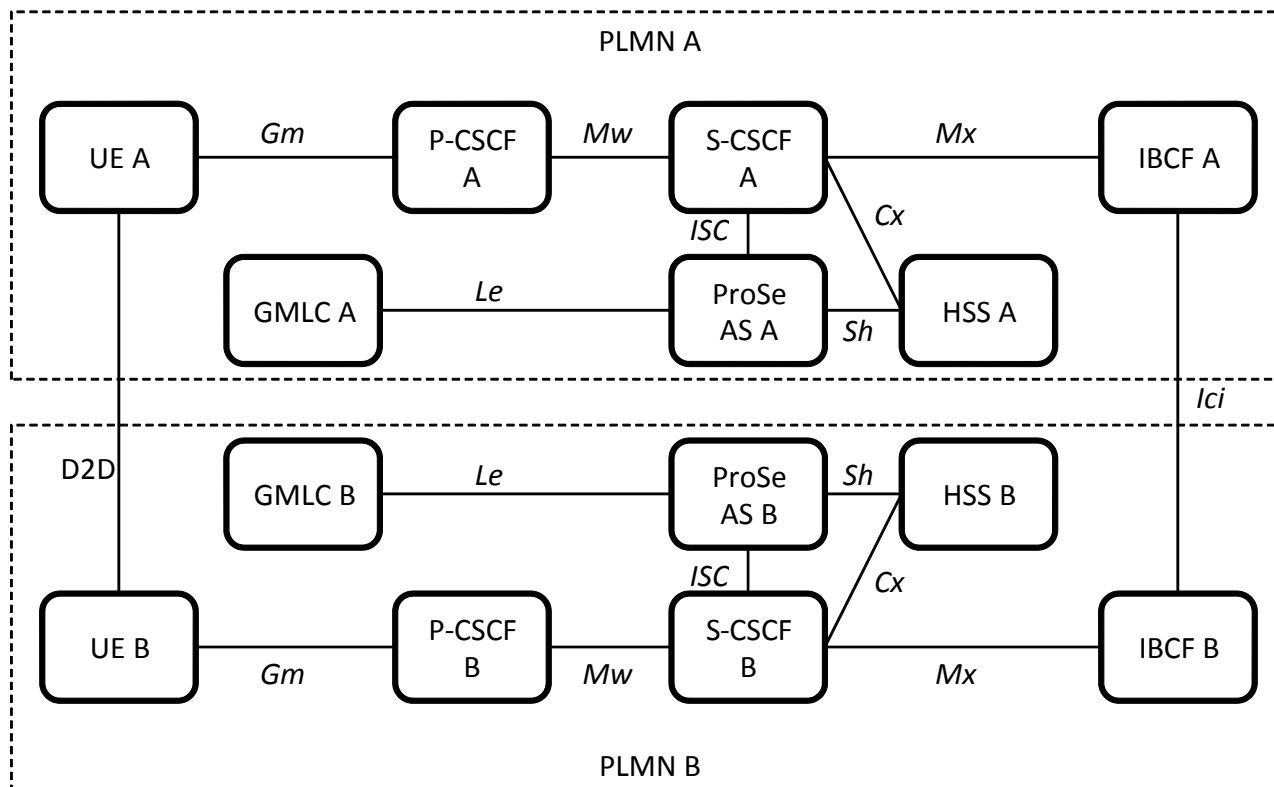 PLMN A
Gm
Mw
Mx
UE A
P-CSCF
A
S-CSCF
A
IBCF A
ISC
Cx
GMLC A
Le
ProSe
AS A
Sh
HSS A
Ici
D2D
GMLC B
Le
ProSe
AS B
Sh
HSS B
ISC
Cx
UE B
P-CSCF
B
S-CSCF
B
IBCF B
Gm
Mw
Mx
PLMN B